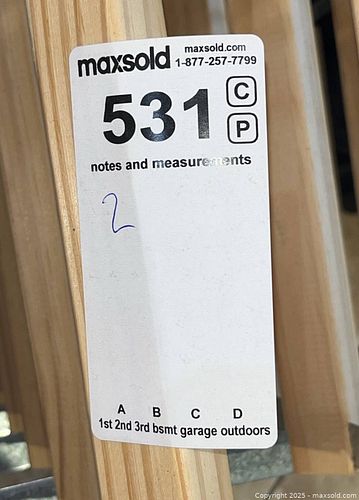 maxsold maxsold.com
1-877-257-7799
531 C
P
notes and measurements
2
A B C D
1st 2nd 3rd bsmt garage outdoors
Copyright 2025 - maxsold.com